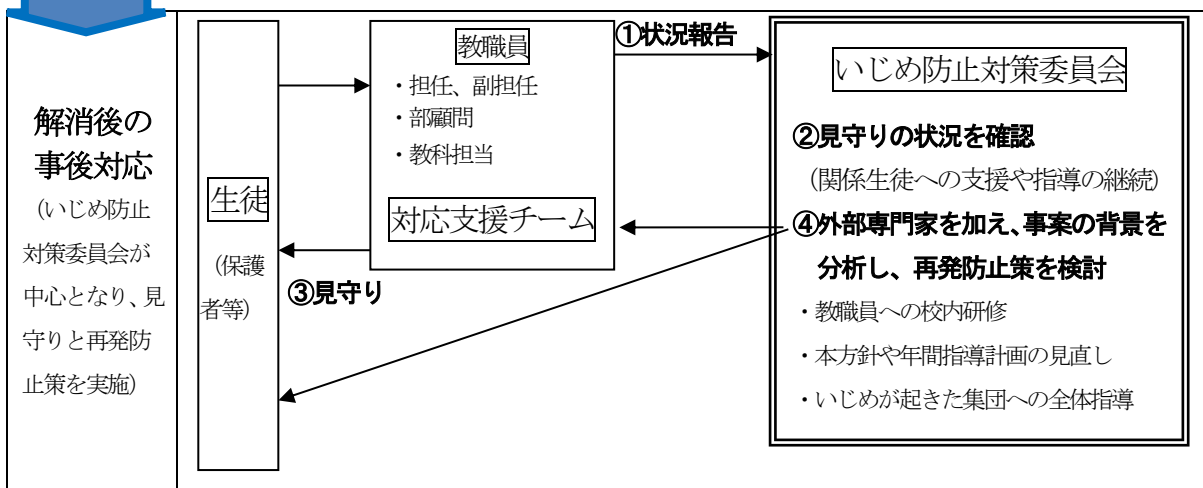 解消後の
事後対応
(いじめ防止
対策委員会が
中心となり、見
守りと再発防
止策を実施)
生徒
(保護
者等)
教職員
・担任、副担任
・部顧問
・教科担当
対応支援チーム
①状況報告
③見守り
いじめ防止対策委員会
②見守りの状況を確認
(関係生徒への支援や指導の継続)
④外部専門家を加え、事案の背景を
分析し、再発防止策を検討
・教職員への校内研修
・本方針や年間指導計画の見直し
・いじめが起きた集団への全体指導